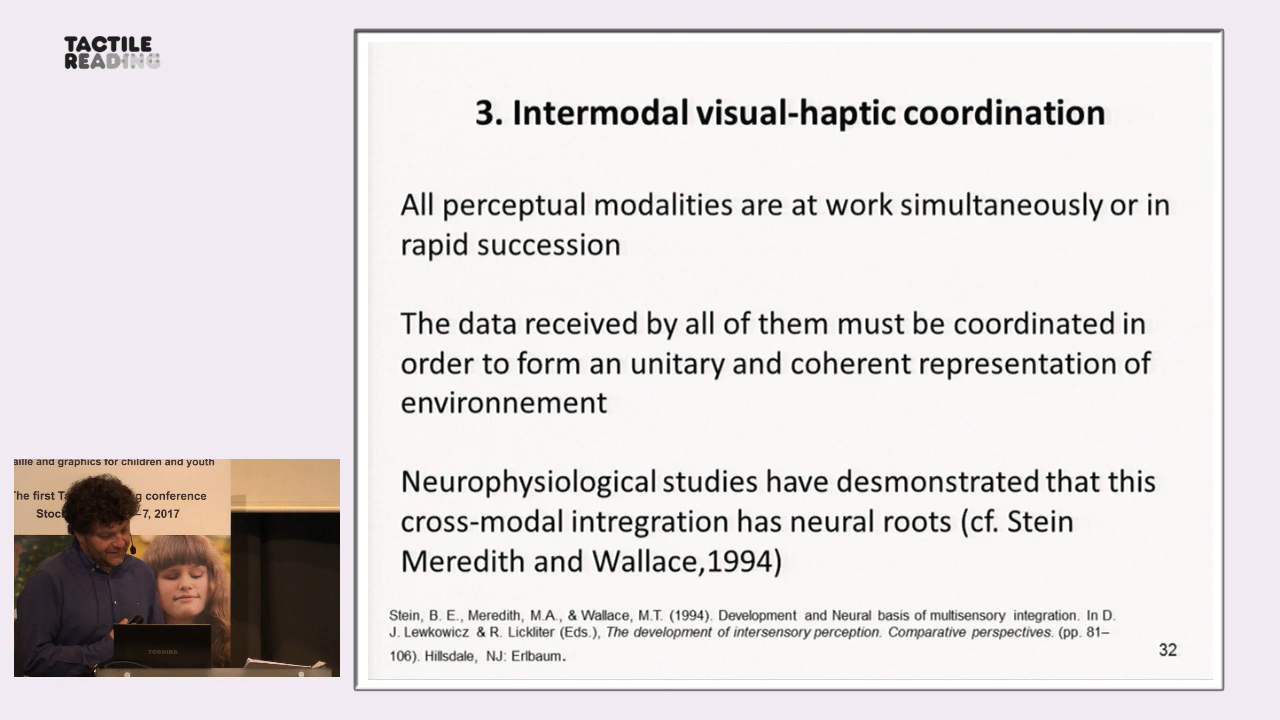 TACTILE
READING
3. Intermodal visual-haptic coordination
All perceptual modalities are at work simultaneously or in
rapid succession
The data received by all of them must be coordinated in
order to form an unitary and coherent representation of
environnement
Neurophysiological studies have desmonstrated that this
cross-modal intregration has neural roots (cf. Stein
Meredith and Wallace,1994)
Stein, B. E., Meredith, M.A., & Wallace, M.T. (1994). Development and Neural basis of multisensory integration. In D.
J. Lewkowicz & R. Lickliter (Eds.), The development of intersensory perception. Comparative perspectives. (pp. 81–
106). Hillsdale, NJ: Erlbaum.
32
and graphics for children and youth
The first conference
7, 2017
TOSHIBA